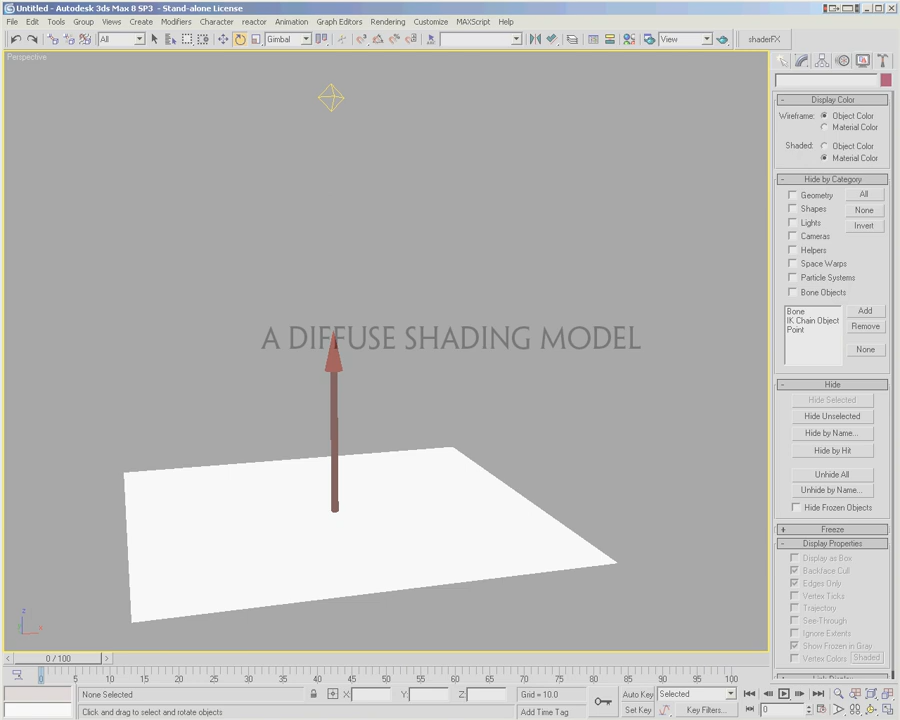 Untitled - Autodesk 3ds Max 8 SP3 - Stand-alone License
File Edit Tools Group Views Create Modifiers Character reactor Animation Graph Editors Rendering Customize MAXScript Help
All Gimbal View shaderFX
Perspective
Display Color
Wireframe: Object Color
Material Color
Shaded: Object Color
Material Color
Hide by Category
Geometry All
Shapes None
Lights Invert
Cameras
Helpers
Space Warps
Particle Systems
Bone Objects
Bone Add
IK Chain Object
Point Remove
None
A DIFFUSE SHADING MODEL
Hide
Hide Selected
Hide Unselected
Hide by Name...
Hide by Hit
Unhide All
Unhide by Name...
Hide Frozen Objects
Freeze
Display Properties
Display as Box
Backface Cull
Edges Only
Vertex Ticks
Trajectory
See-Through
Ignore Extents
Show Frozen in Gray
Vertex Colors Shaded
Link Display
z
x
0 / 100
0 5 10 15 20 25 30 35 40 45 50 55 60 65 70 75 80 85 90 95 100
None Selected X: Y: Z: Grid = 10.0 Auto Key Selected
Click and drag to select and rotate objects Add Time Tag Set Key Key Filters... 0